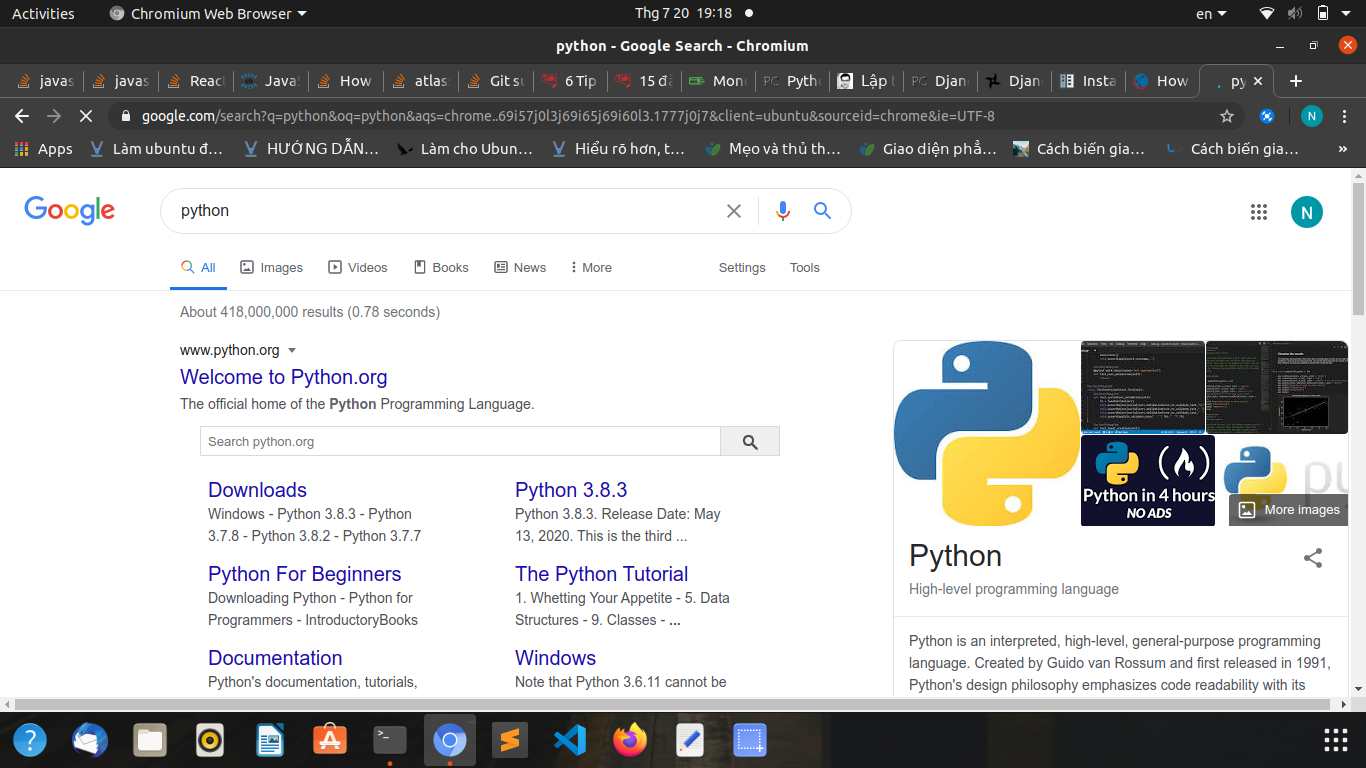 Activities
Chromium Web Browser
Thg 7 20 19:18
en
python - Google Search - Chromium
javas
javas
React
Javas
How
atlas
Git su
6 Tip
15 đầ
Mone
Pyth
Lập t
Djan
Djan
Insta
How
py
google.com/search?q=python&oq=python&aqs=chrome..69i57j0l3j69i65j69i60l3.1777j0j7&client=ubuntu&sourceid=chrome&ie=UTF-8
N
Apps
Làm ubuntu đ…
HƯỚNG DẪN…
Làm cho Ubun…
Hiểu rõ hơn, t…
Mẹo và thủ th…
Giao diện phẳ…
Cách biến gia…
Cách biến gia…
»
Google
python
N
All
Images
Videos
Books
News
More
Settings
Tools
About 418,000,000 results (0.78 seconds)
www.python.org
Welcome to Python.org
The official home of the Python Programming Language.
Search python.org
Downloads
Windows - Python 3.8.3 - Python
3.7.8 - Python 3.8.2 - Python 3.7.7
Python 3.8.3
Python 3.8.3. Release Date: May
13, 2020. This is the third ...
Python For Beginners
Downloading Python - Python for
Programmers - IntroductoryBooks
The Python Tutorial
1. Whetting Your Appetite - 5. Data
Structures - 9. Classes - ...
Documentation
Python's documentation, tutorials,
Windows
Note that Python 3.6.11 cannot be
Python in 4 hours
NO ADS
More images
Python
High-level programming language
Python is an interpreted, high-level, general-purpose programming
language. Created by Guido van Rossum and first released in 1991,
Python's design philosophy emphasizes code readability with its